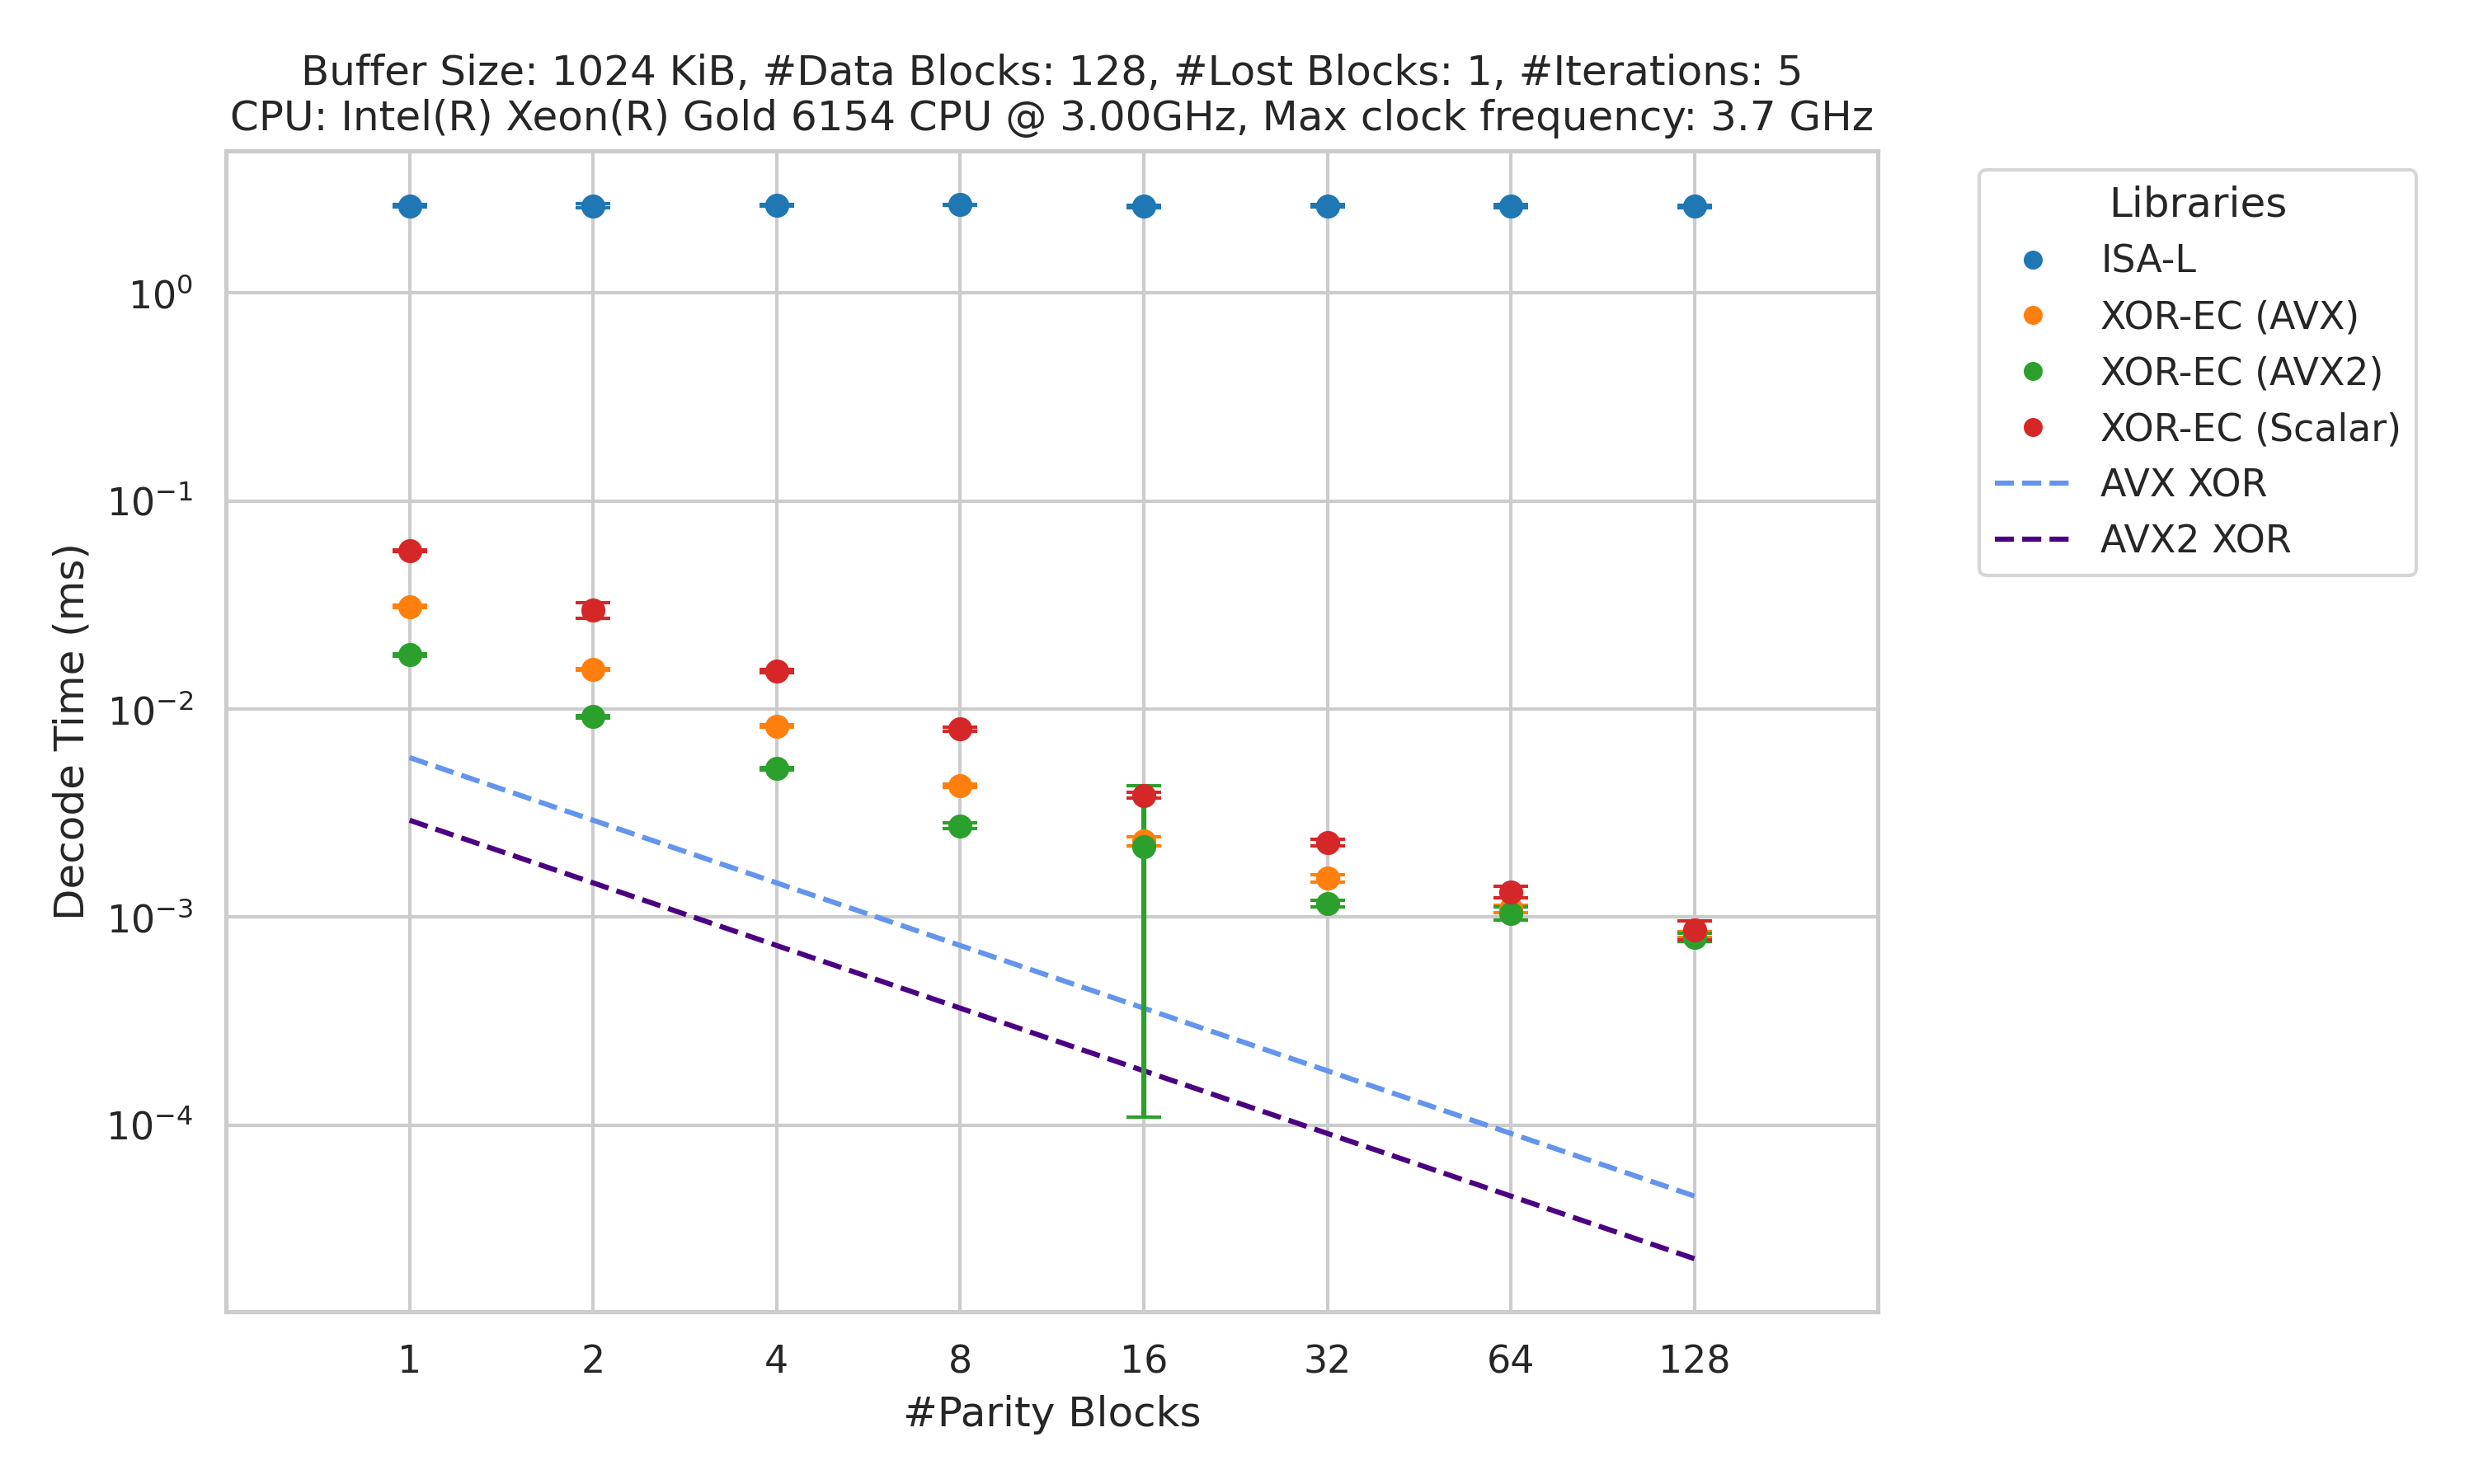 Buffer Size: 1024 KiB, #Data Blocks: 128, #Lost Blocks: 1, #Iterations: 5
CPU: Intel(R) Xeon(R) Gold 6154 CPU @ 3.00GHz, Max clock frequency: 3.7 GHz
Libraries
ISA-L
XOR-EC (AVX)
XOR-EC (AVX2)
XOR-EC (Scalar)
AVX XOR
AVX2 XOR
Decode Time (ms)
10⁰
10⁻¹
10⁻²
10⁻³
10⁻⁴
1 2 4 8 16 32 64 128
#Parity Blocks